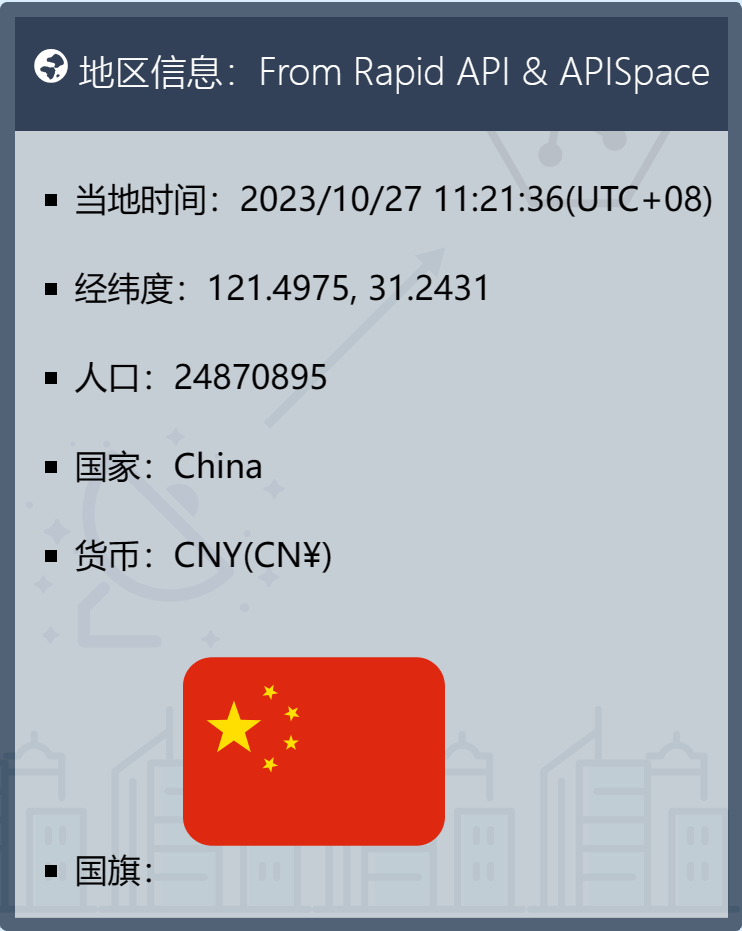 地区信息：From Rapid API & APISpace
当地时间：2023/10/27 11:21:36(UTC+08)
经纬度：121.4975, 31.2431
人口：24870895
国家：China
货币：CNY(CN¥)
国旗：